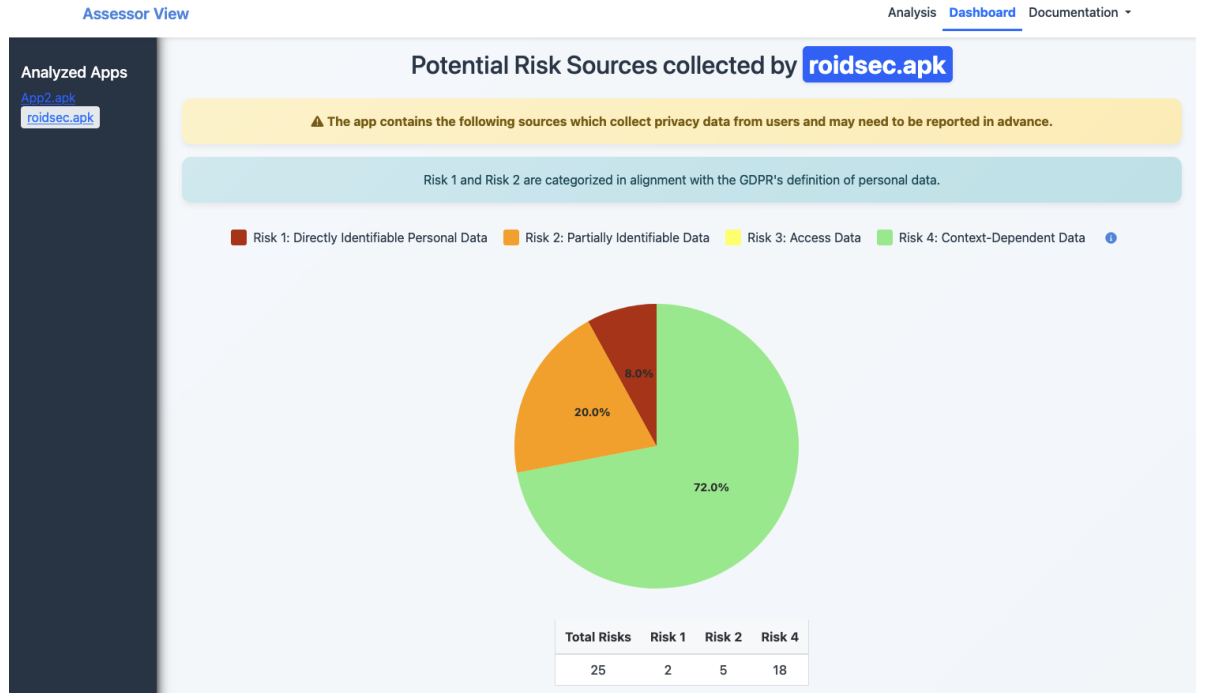 Assessor View
Analysis Dashboard Documentation
Analyzed Apps
App2.apk
roidsec.apk
Potential Risk Sources collected by roidsec.apk
The app contains the following sources which collect privacy data from users and may need to be reported in advance.
Risk 1 and Risk 2 are categorized in alignment with the GDPR's definition of personal data.
Risk 1: Directly Identifiable Personal Data Risk 2: Partially Identifiable Data Risk 3: Access Data Risk 4: Context-Dependent Data
8.0%
20.0%
72.0%
Total Risks Risk 1 Risk 2 Risk 4
25 2 5 18